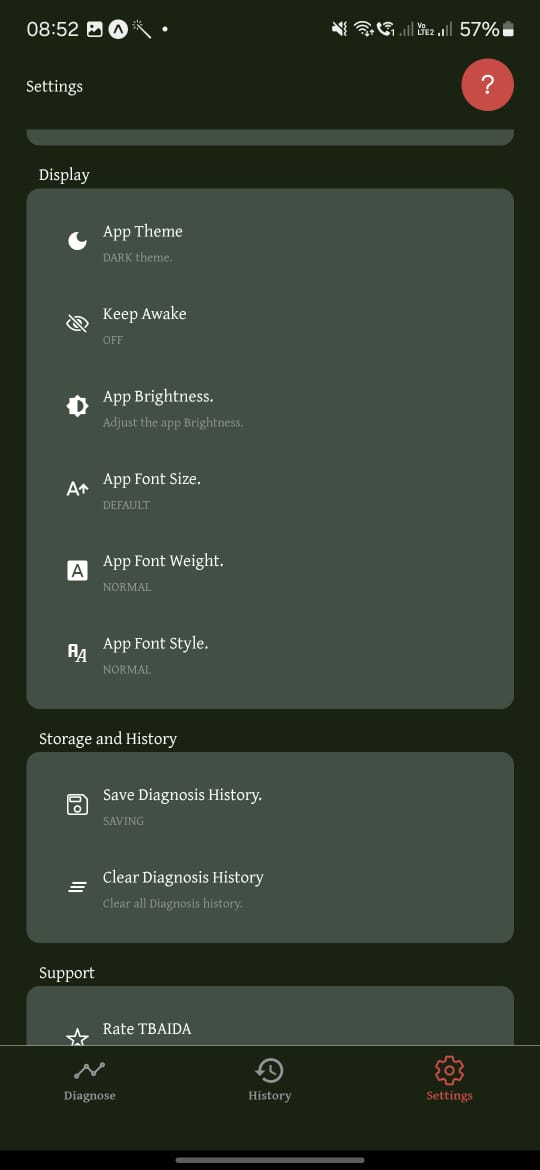 08:52 Vo LTE2 57%
Settings
?
Display
App Theme
DARK theme.
Keep Awake
OFF
App Brightness.
Adjust the app Brightness.
App Font Size.
DEFAULT
App Font Weight.
NORMAL
App Font Style.
NORMAL
Storage and History
Save Diagnosis History.
SAVING
Clear Diagnosis History
Clear all Diagnosis history.
Support
Rate TBAIDA
Diagnose History Settings